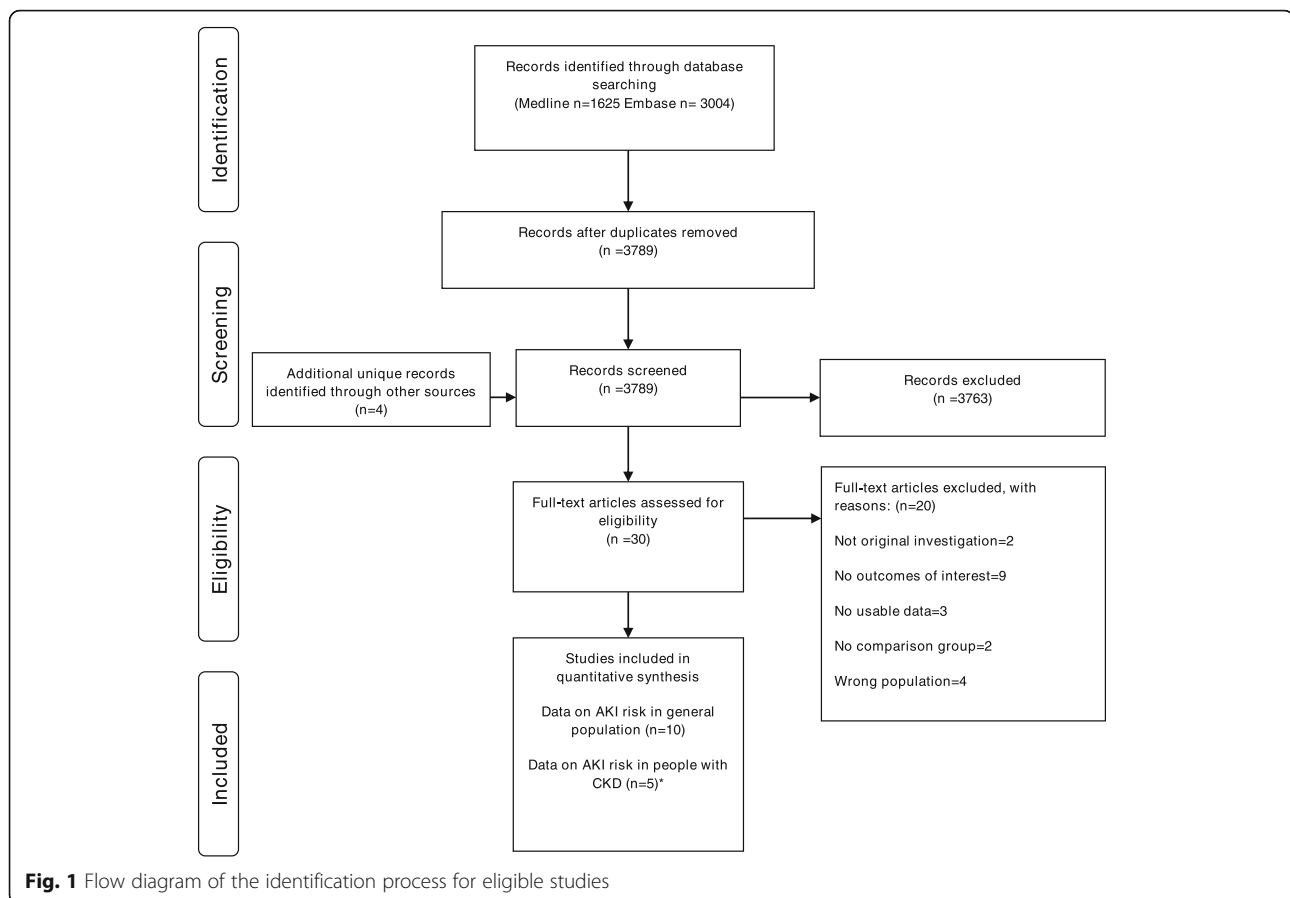 Identification
Records identified through database
searching
(Medline n=1625 Embase n= 3004)
Records after duplicates removed
(n =3789)
Screening
Additional unique records
identified through other sources
(n=4)
Records screened
(n =3789)
Records excluded
(n =3763)
Eligibility
Full-text articles assessed for
eligibility
(n =30)
Full-text articles excluded, with
reasons: (n=20)
Not original investigation=2
No outcomes of interest=9
No usable data=3
No comparison group=2
Wrong population=4
Included
Studies included in
quantitative synthesis
Data on AKI risk in general
population (n=10)
Data on AKI risk in people with
CKD (n=5)*
Fig. 1 Flow diagram of the identification process for eligible studies